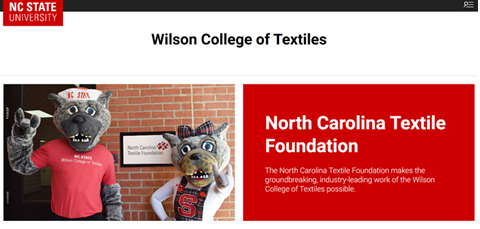 NC STATE
UNIVERSITY
Wilson College of Textiles
NC STATE
Wilson College of Textiles
North Carolina
Textile Foundation
S
North Carolina Textile
Foundation
The North Carolina Textile Foundation makes the
groundbreaking, industry-leading work of the Wilson
College of Textiles possible.